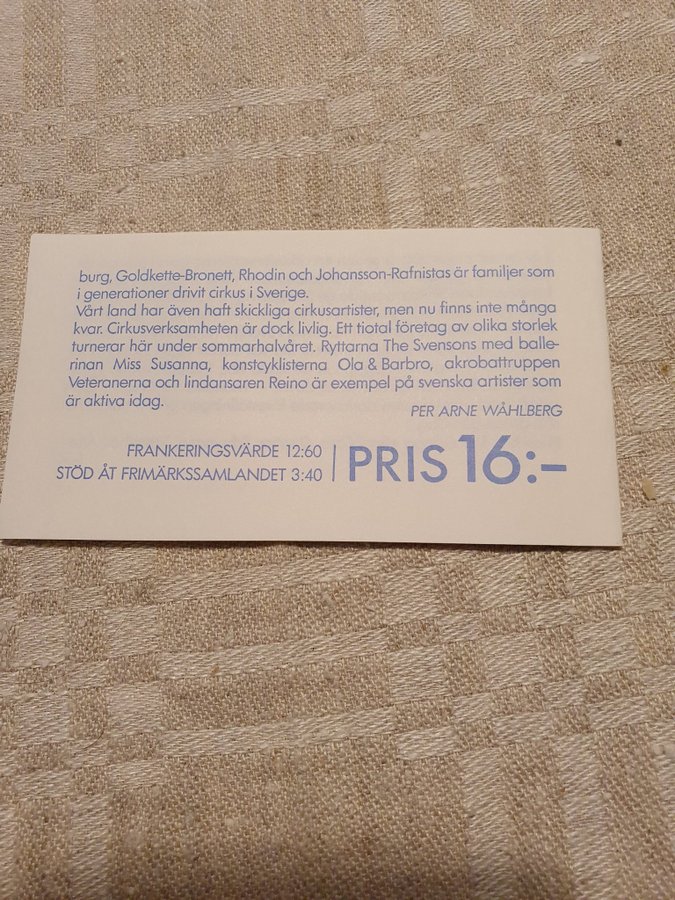 burg, Goldkette-Bronett, Rhodin och Johansson-Rafnistas är familjer som
i generationer drivit cirkus i Sverige.
Vårt land har även haft skickliga cirkusartister, men nu finns inte många
kvar. Cirkusverksamheten är dock livlig. Ett tiotal företag av olika storlek
turnerar här under sommarhalvåret. Ryttarna The Svensons med balle-
rinan Miss Susanna, konstcyklisterna Ola & Barbro, akrobattruppen
Veteranerna och lindansaren Reino är exempel på svenska artister som
är aktiva idag.
PER ARNE WÅHLBERG
FRANKERINGSVÄRDE 12:60
STÖD ÅT FRIMÄRKSSAMLANDET 3:40
PRIS 16:–